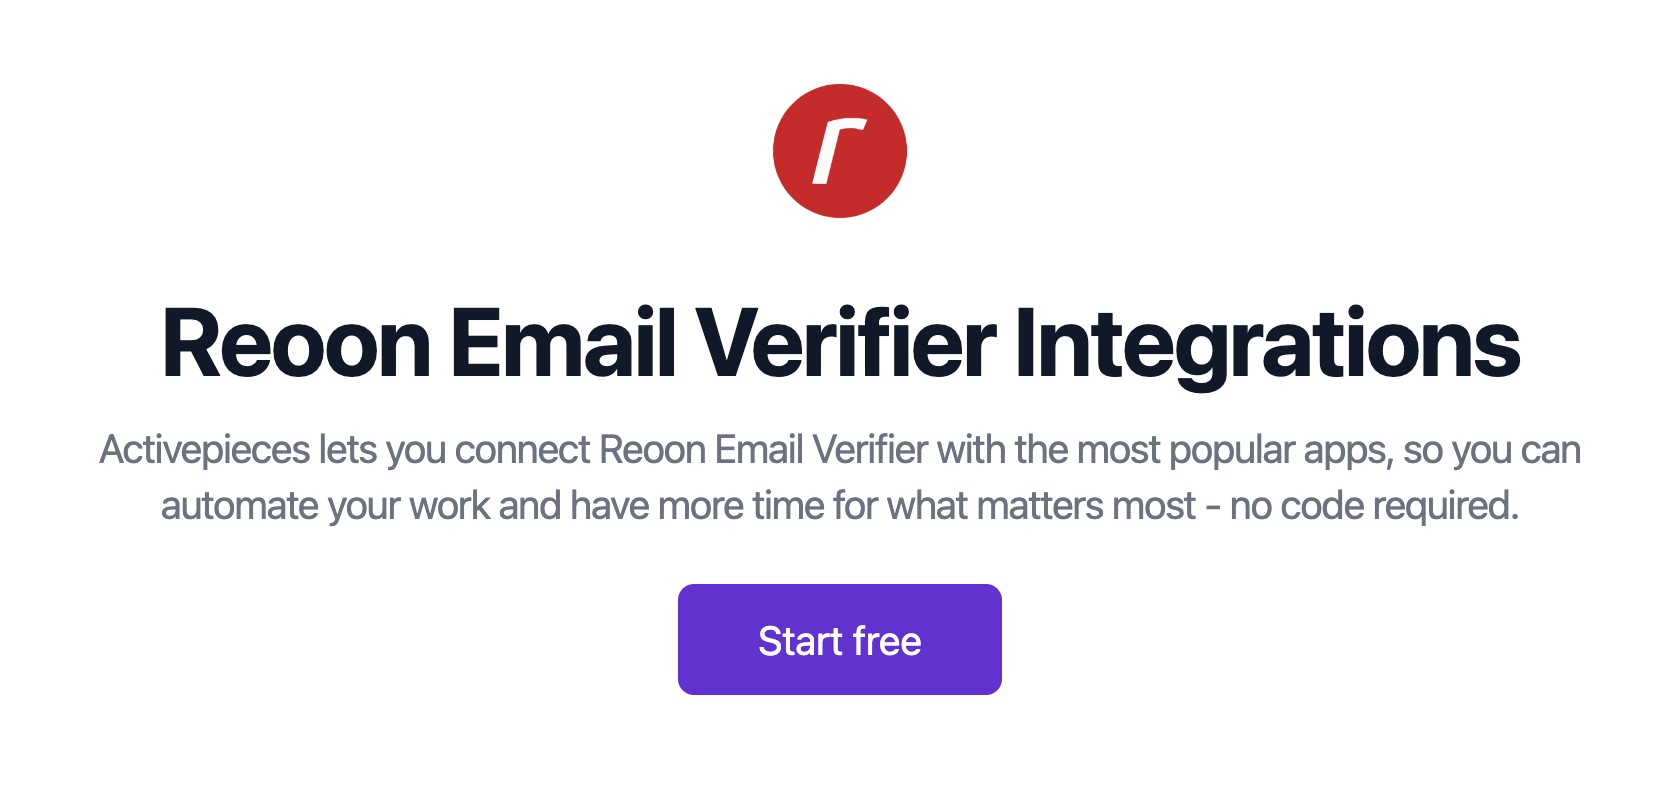 r
Reoon Email Verifier Integrations
Activepieces lets you connect Reoon Email Verifier with the most popular apps, so you can
automate your work and have more time for what matters most - no code required.
Start free